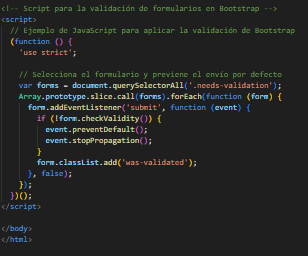 <!-- Script para la validación de formularios en Bootstrap -->
<script>
// Ejemplo de JavaScript para aplicar la validación de Bootstrap
(function () {
'use strict';
// Selecciona el formulario y previene el envío por defecto
var forms = document.querySelectorAll('.needs-validation');
Array.prototype.slice.call(forms).forEach(function (form) {
form.addEventListener('submit', function (event) {
if (!form.checkValidity()) {
event.preventDefault();
event.stopPropagation();
}
form.classList.add('was-validated');
}, false);
});
})();
</script>
</body>
</html>